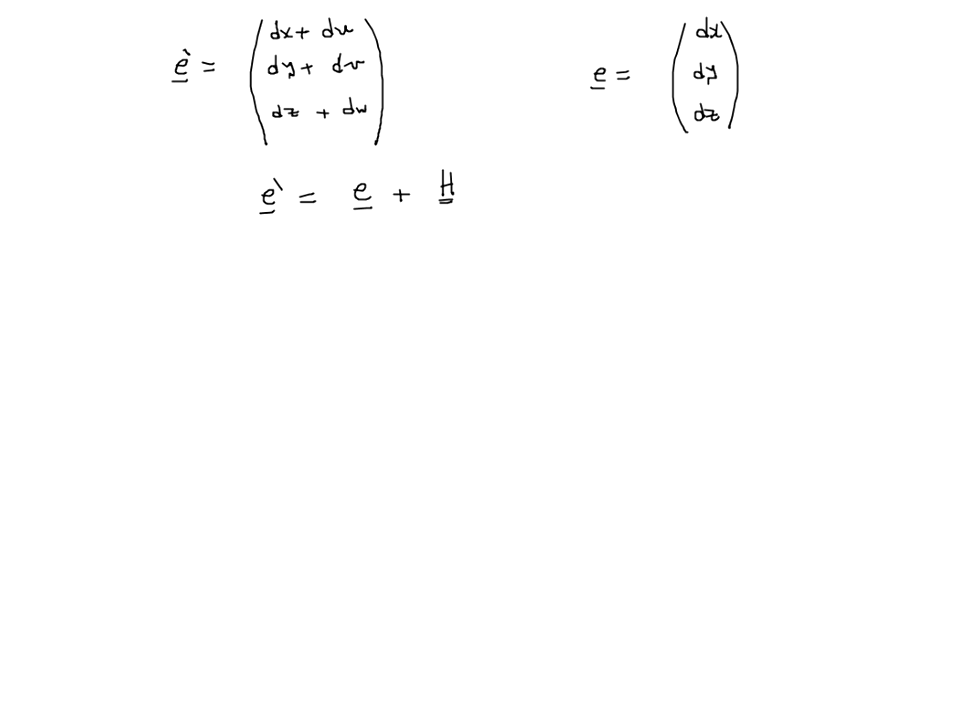 e` = ( dx + du ) e = ( dx )
( dy + dv ) ( dy )
( dz + dw ) ( dz )
e` = e + H